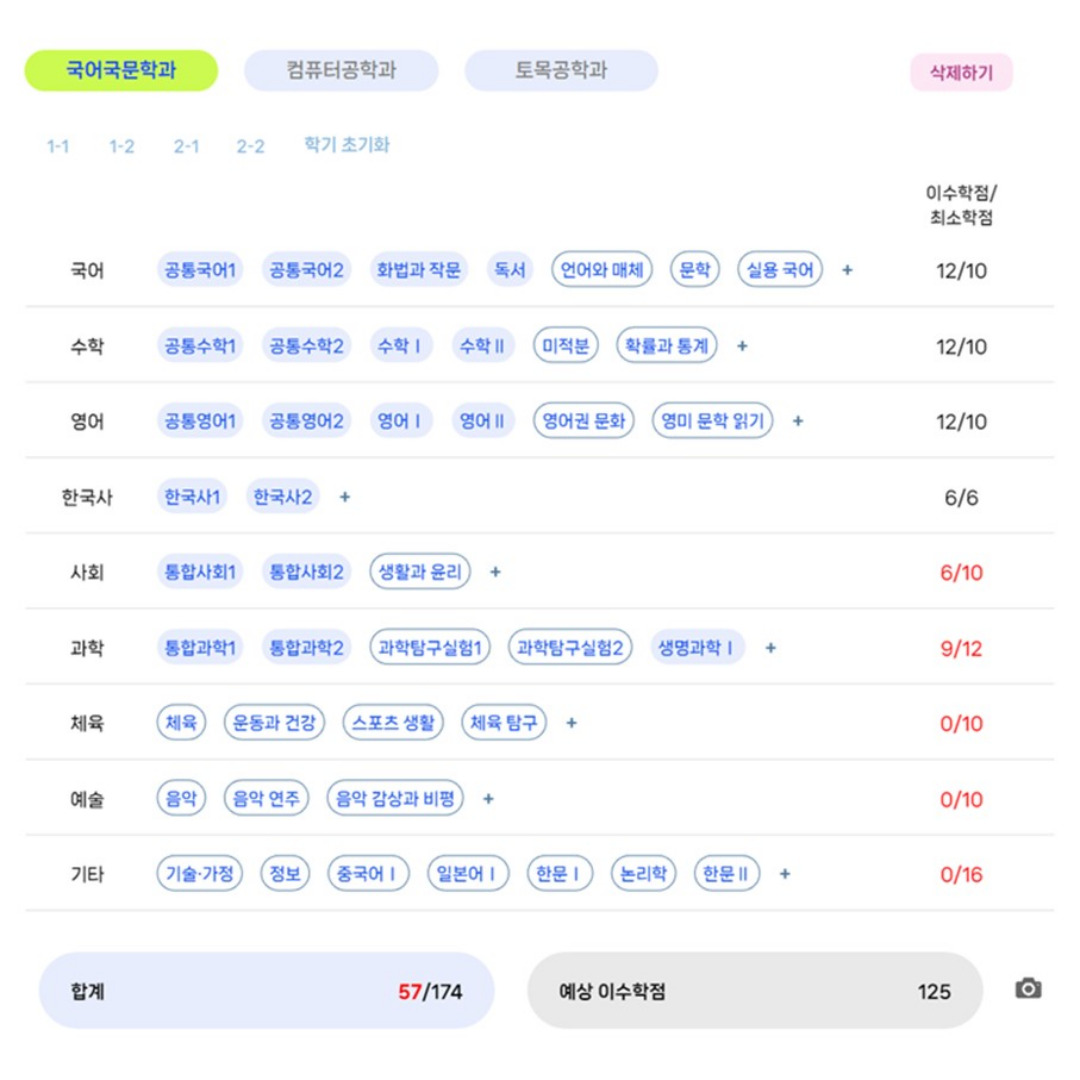 국어국문학과 컴퓨터공학과 토목공학과 삭제하기
1-1 1-2 2-1 2-2 학기 초기화
이수학점/
최소학점
국어 공통국어1 공통국어2 화법과 작문 독서 언어와 매체 문학 실용 국어 + 12/10
수학 공통수학1 공통수학2 수학Ⅰ 수학Ⅱ 미적분 확률과 통계 + 12/10
영어 공통영어1 공통영어2 영어Ⅰ 영어Ⅱ 영어권 문화 영미 문학 읽기 + 12/10
한국사 한국사1 한국사2 + 6/6
사회 통합사회1 통합사회2 생활과 윤리 + 6/10
과학 통합과학1 통합과학2 과학탐구실험1 과학탐구실험2 생명과학Ⅰ + 9/12
체육 체육 운동과 건강 스포츠 생활 체육 탐구 + 0/10
예술 음악 음악 연주 음악 감상과 비평 + 0/10
기타 기술·가정 정보 중국어Ⅰ 일본어Ⅰ 한문Ⅰ 논리학 한문Ⅱ + 0/16
합계 57/174 예상 이수학점 125